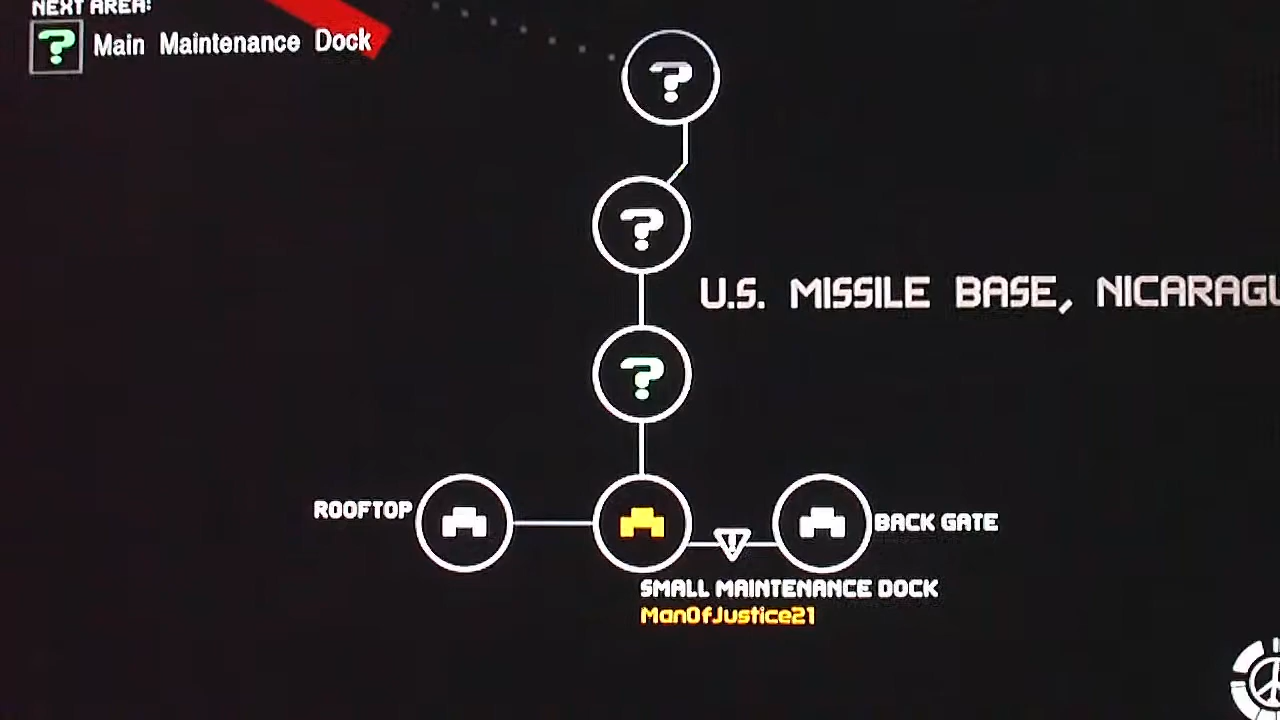 NEXT AREA:
? Main Maintenance Dock
?
?
U.S. MISSILE BASE, NICARAGU
?
ROOFTOP
BACK GATE
SMALL MAINTENANCE DOCK
ManOfJustice21